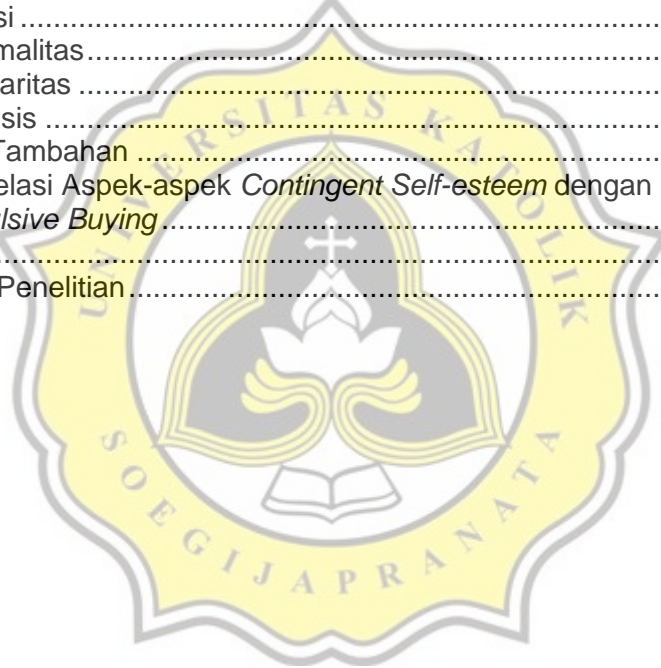 si ................................................................................
malitas................................................................................
aritas ................................................................................
sis ................................................................................
Tambahan ................................................................................
elasi Aspek-aspek Contingent Self-esteem dengan
lsive Buying................................................................................
................................................................................
Penelitian................................................................................
UNIVERSITAS KATOLIK
SOEGIJAPRANATA